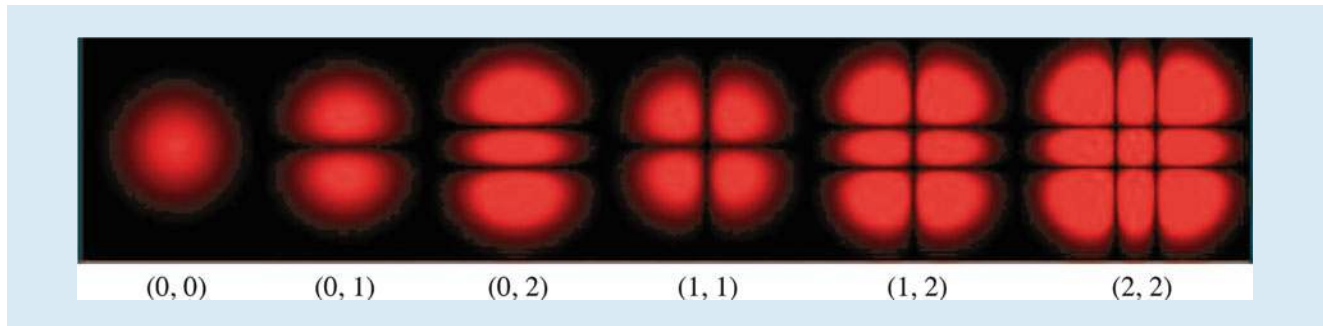 (0, 0) (0, 1) (0, 2) (1, 1) (1, 2) (2, 2)